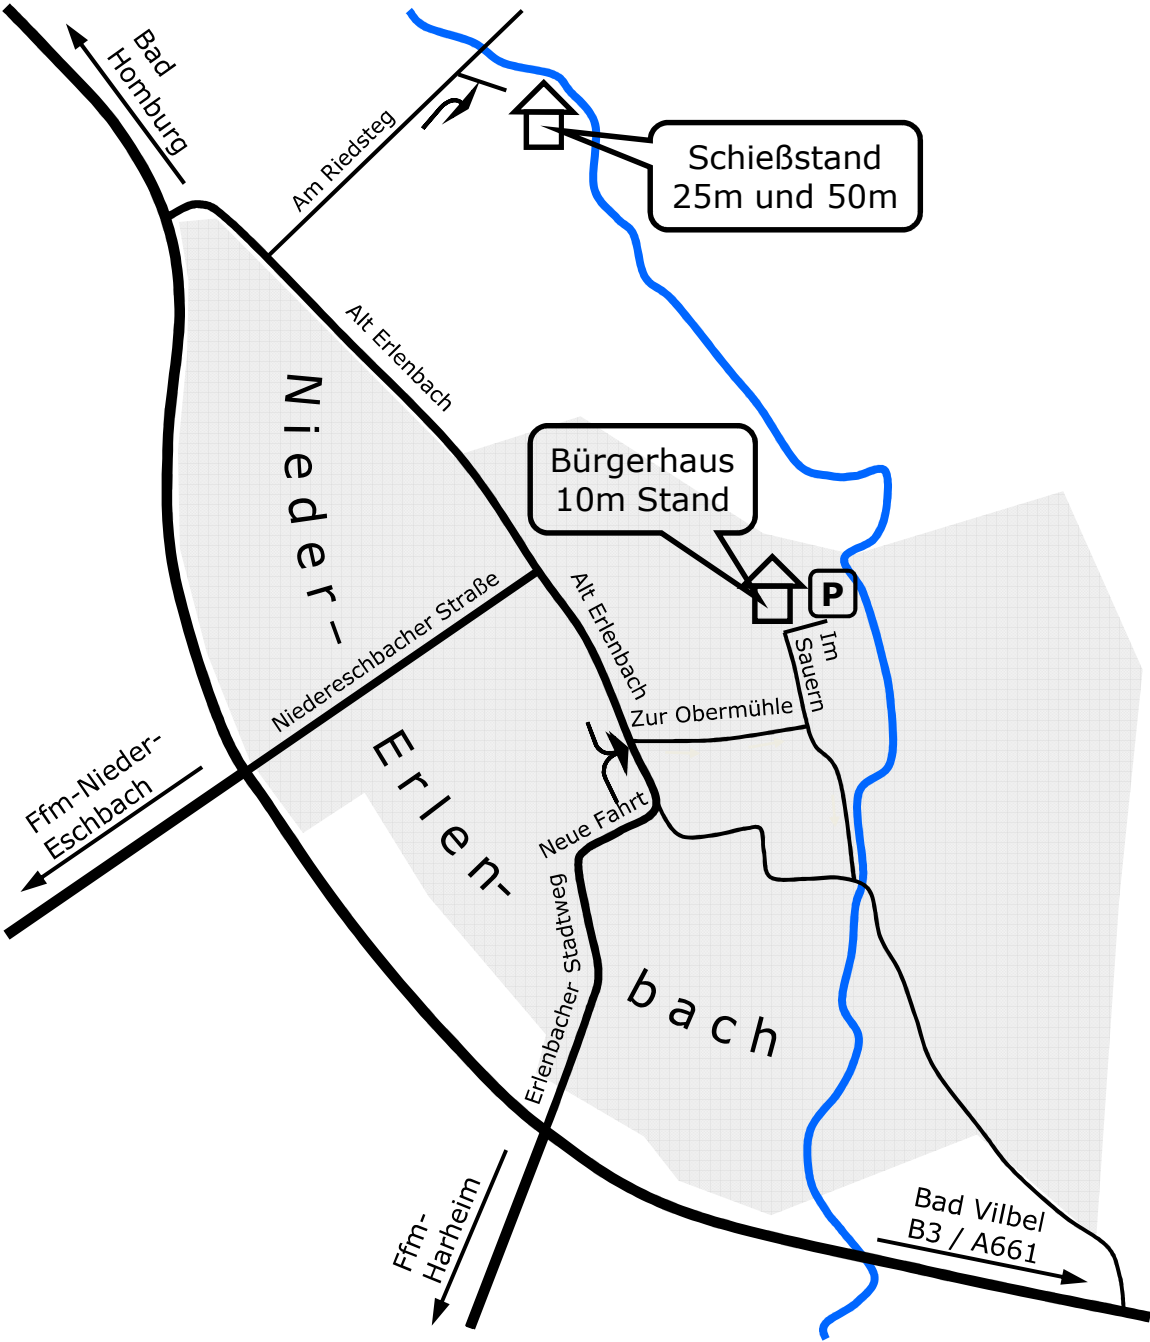 Bad
Homburg
Am Riedsteg
Schießstand
25m und 50m
Alt Erlenbach
Nieder-
Bürgerhaus
10m Stand
P
Alt Erlenbach
Niedereschbacher Straße
Im
Sauern
Zur Obermühle
Ffm-Nieder-
Eschbach
Erlen-
Neue Fahrt
Erlenbacher Stadtweg
bach
Ffm-
Harheim
Bad Vilbel
B3 / A661